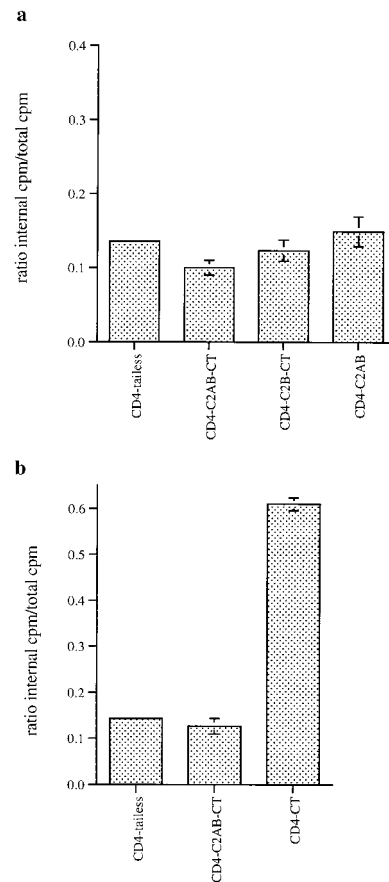 a
ratio internal cpm/total cpm
0.4
0.3
0.2
0.1
0.0
CD4-tailess
CD4-C2AB-CT
CD4-C2B-CT
CD4-C2AB
b
ratio internal cpm/total cpm
0.6
0.5
0.4
0.3
0.2
0.1
0.0
CD4-tailess
CD4-C2AB-CT
CD4-CT